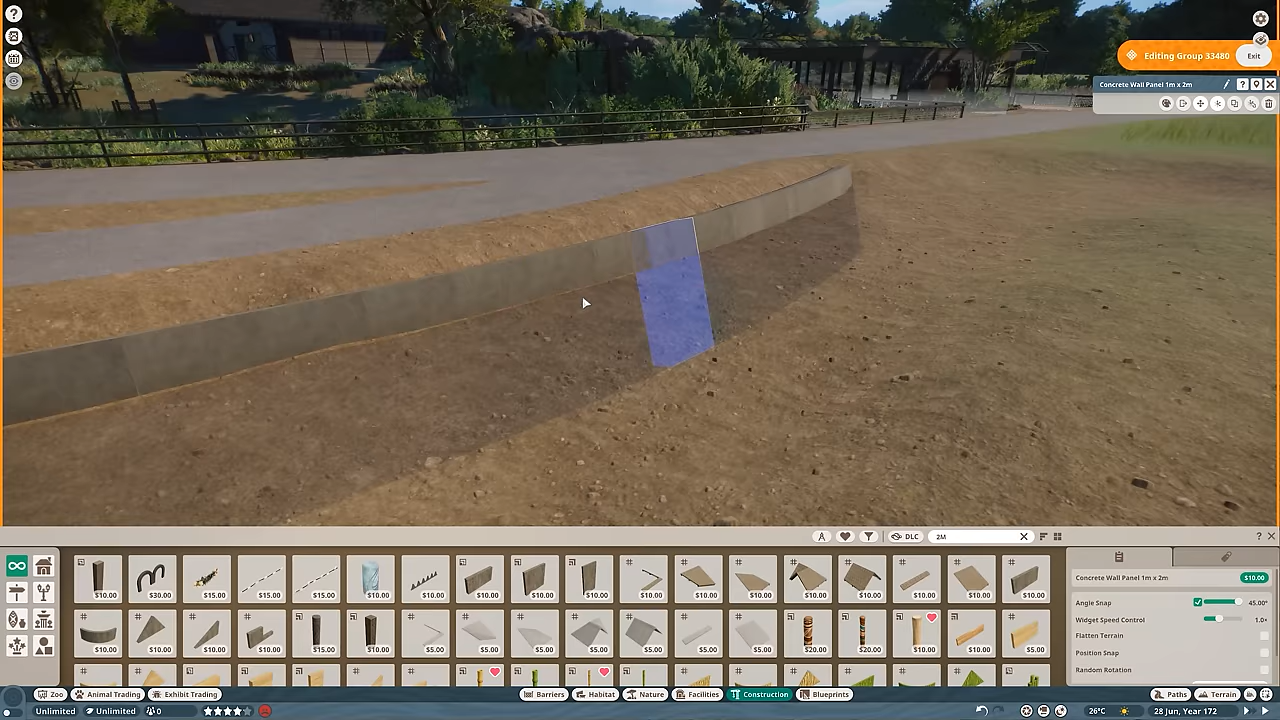 Editing Group 33480
Exit
Concrete Wall Panel 1m x 2m
DLC
2M
$10.00 $30.00 $15.00 $15.00 $15.00 $10.00 $10.00 $10.00 $10.00 $10.00 $10.00 $10.00 $10.00 $10.00 $10.00 $10.00 $10.00 $10.00
Concrete Wall Panel 1m x 2m $10.00
Angle Snap 45.00°
Widget Speed Control 1.0×
Flatten Terrain
Position Snap
Random Rotation
$10.00 $10.00 $10.00 $10.00 $15.00 $10.00 $5.00 $5.00 $5.00 $5.00 $5.00 $5.00 $5.00 $20.00 $20.00 $10.00 $10.00 $10.00
Zoo Animal Trading Exhibit Trading Barriers Habitat Nature Facilities Construction Blueprints Paths Terrain
Unlimited Unlimited 0 26°C 28 Jun, Year 172